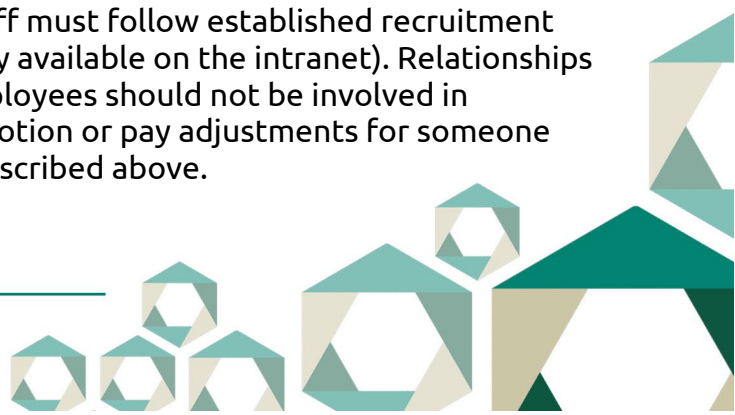 ff must follow established recruitment
y available on the intranet). Relationships
ployees should not be involved in
otion or pay adjustments for someone
scribed above.